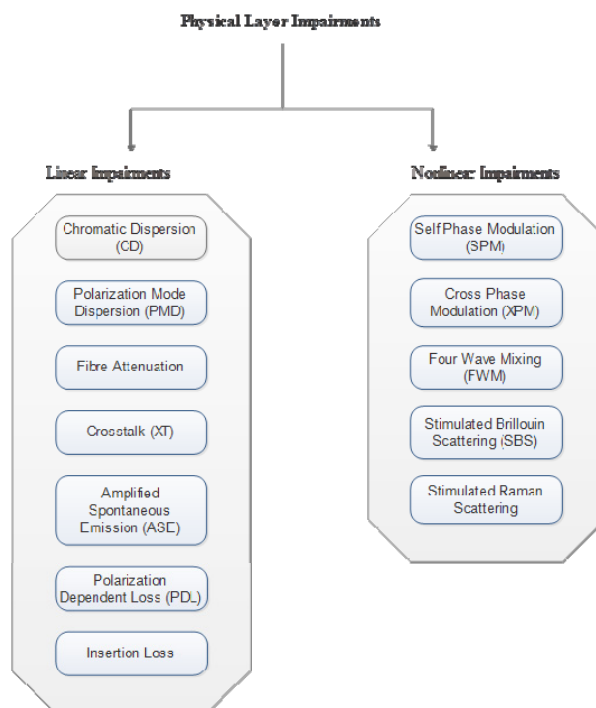 Physical Layer Impairments
Linear Impairments
Chromatic Dispersion
(CD)
Polarization Mode
Dispersion (PMD)
Fibre Attenuation
Crosstalk (XT)
Amplified
Spontaneous
Emission (ASE)
Polarization
Dependent Loss (PDL)
Insertion Loss
Nonlinear Impairments
Self Phase Modulation
(SPM)
Cross Phase
Modulation (XPM)
Four Wave Mixing
(FWM)
Stimulated Brillouin
Scattering (SBS)
Stimulated Raman
Scattering